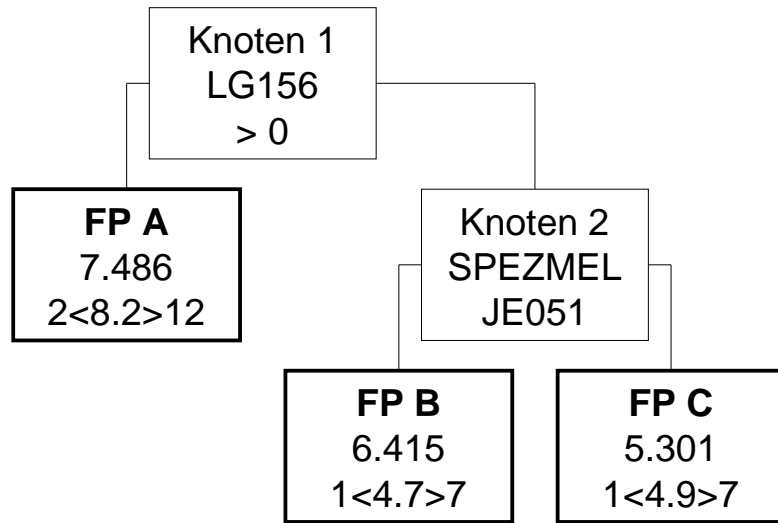 Knoten 1
LG156
> 0
FP A
7.486
2<8.2>12
Knoten 2
SPEZMEL
JE051
FP B
6.415
1<4.7>7
FP C
5.301
1<4.9>7